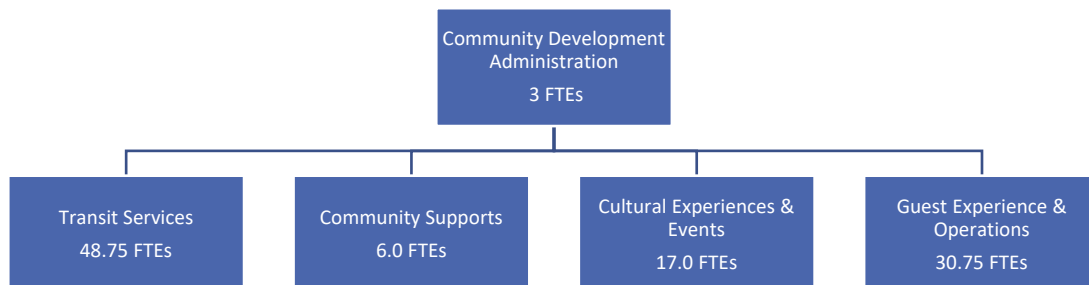 Community Development
Administration
3 FTEs
Transit Services
48.75 FTEs
Community Supports
6.0 FTEs
Cultural Experiences &
Events
17.0 FTEs
Guest Experience &
Operations
30.75 FTEs